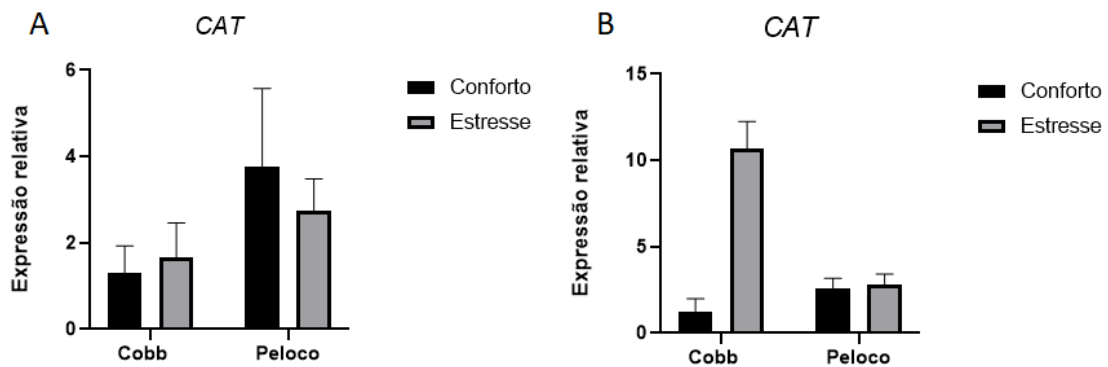 A
CAT
Expressão relativa
6
4
2
0
Cobb
Peloco
Conforto
Estresse
B
CAT
Expressão relativa
15
10
5
0
Cobb
Peloco
Conforto
Estresse